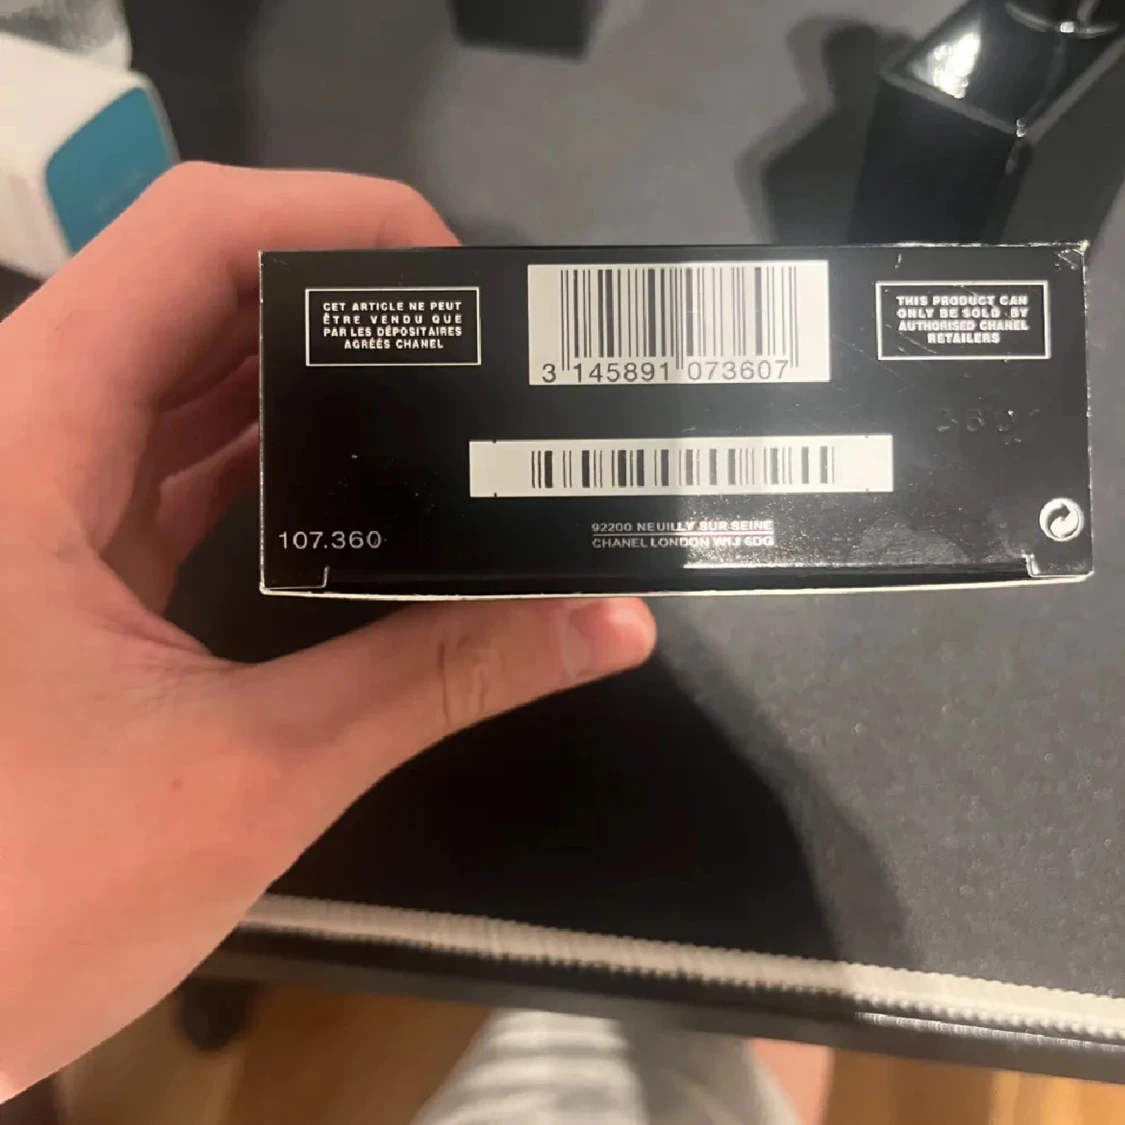 CET ARTICLE NE PEUT
ÊTRE VENDU QUE
PAR LES DÉPOSITAIRES
AGRÉÉS CHANEL
3 145891 073607
THIS PRODUCT CAN
ONLY BE SOLD BY
AUTHORISED CHANEL
RETAILERS
107.360
92200 NEUILLY SUR SEINE
CHANEL LONDON W1J 6DG